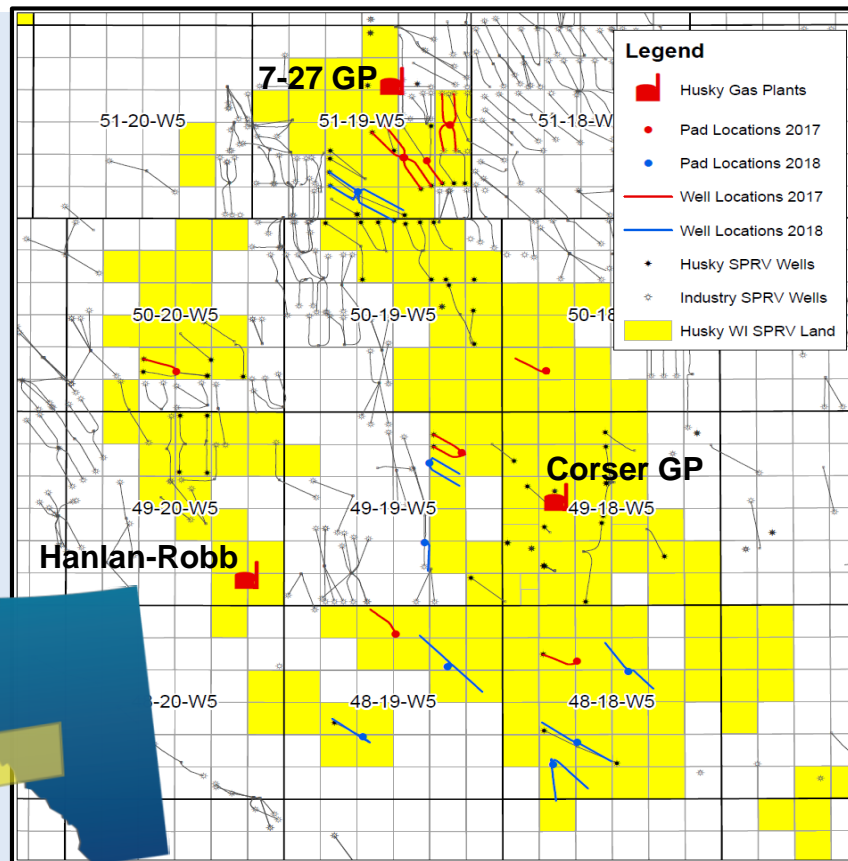 7-27 GP
51-20-W5
51-19-W5
51-18-W
Legend
Husky Gas Plants
Pad Locations 2017
Pad Locations 2018
Well Locations 2017
Well Locations 2018
Husky SPRV Wells
Industry SPRV Wells
Husky WI SPRV Land
50-20-W5
50-19-W5
50-18
Corser GP
49-20-W5
49-19-W5
49-18-W5
Hanlan-Robb
8-20-W5
48-19-W5
48-18-W5